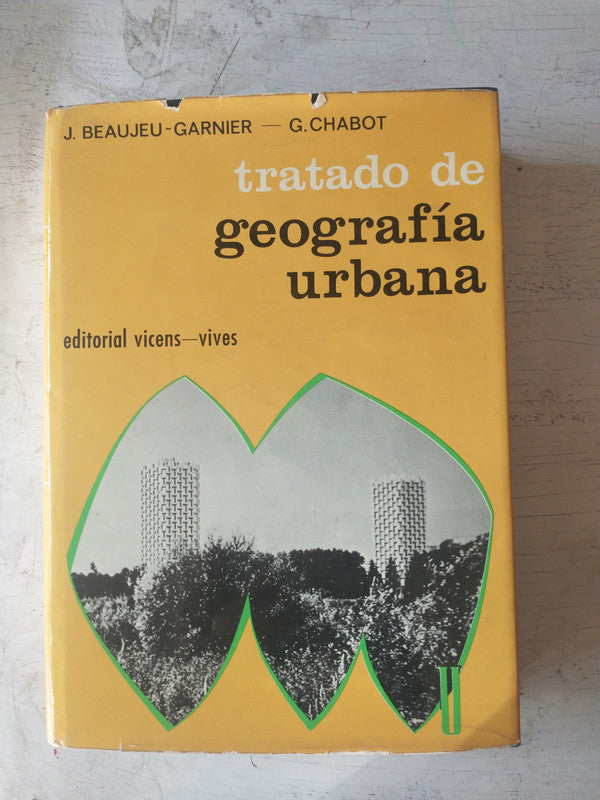 J. BEAUJEU-GARNIER — G. CHABOT
tratado de
geografía
urbana
editorial vicens—vives